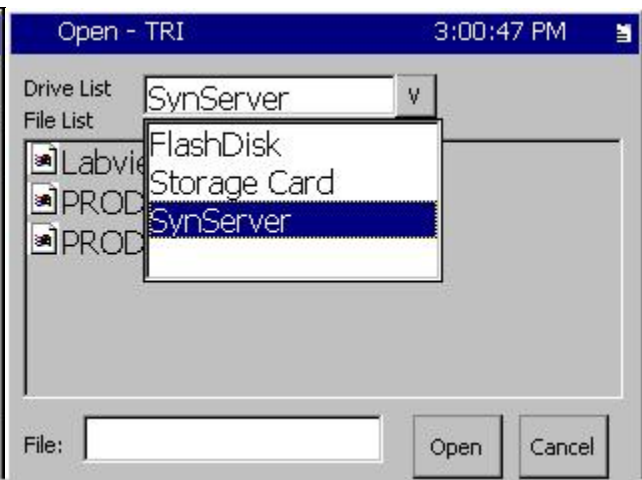 Open - TRI 3:00:47 PM
Drive List SynServer V
File List
FlashDisk
Storage Card
SynServer
Labvie
PROD
PROD
File: Open Cancel